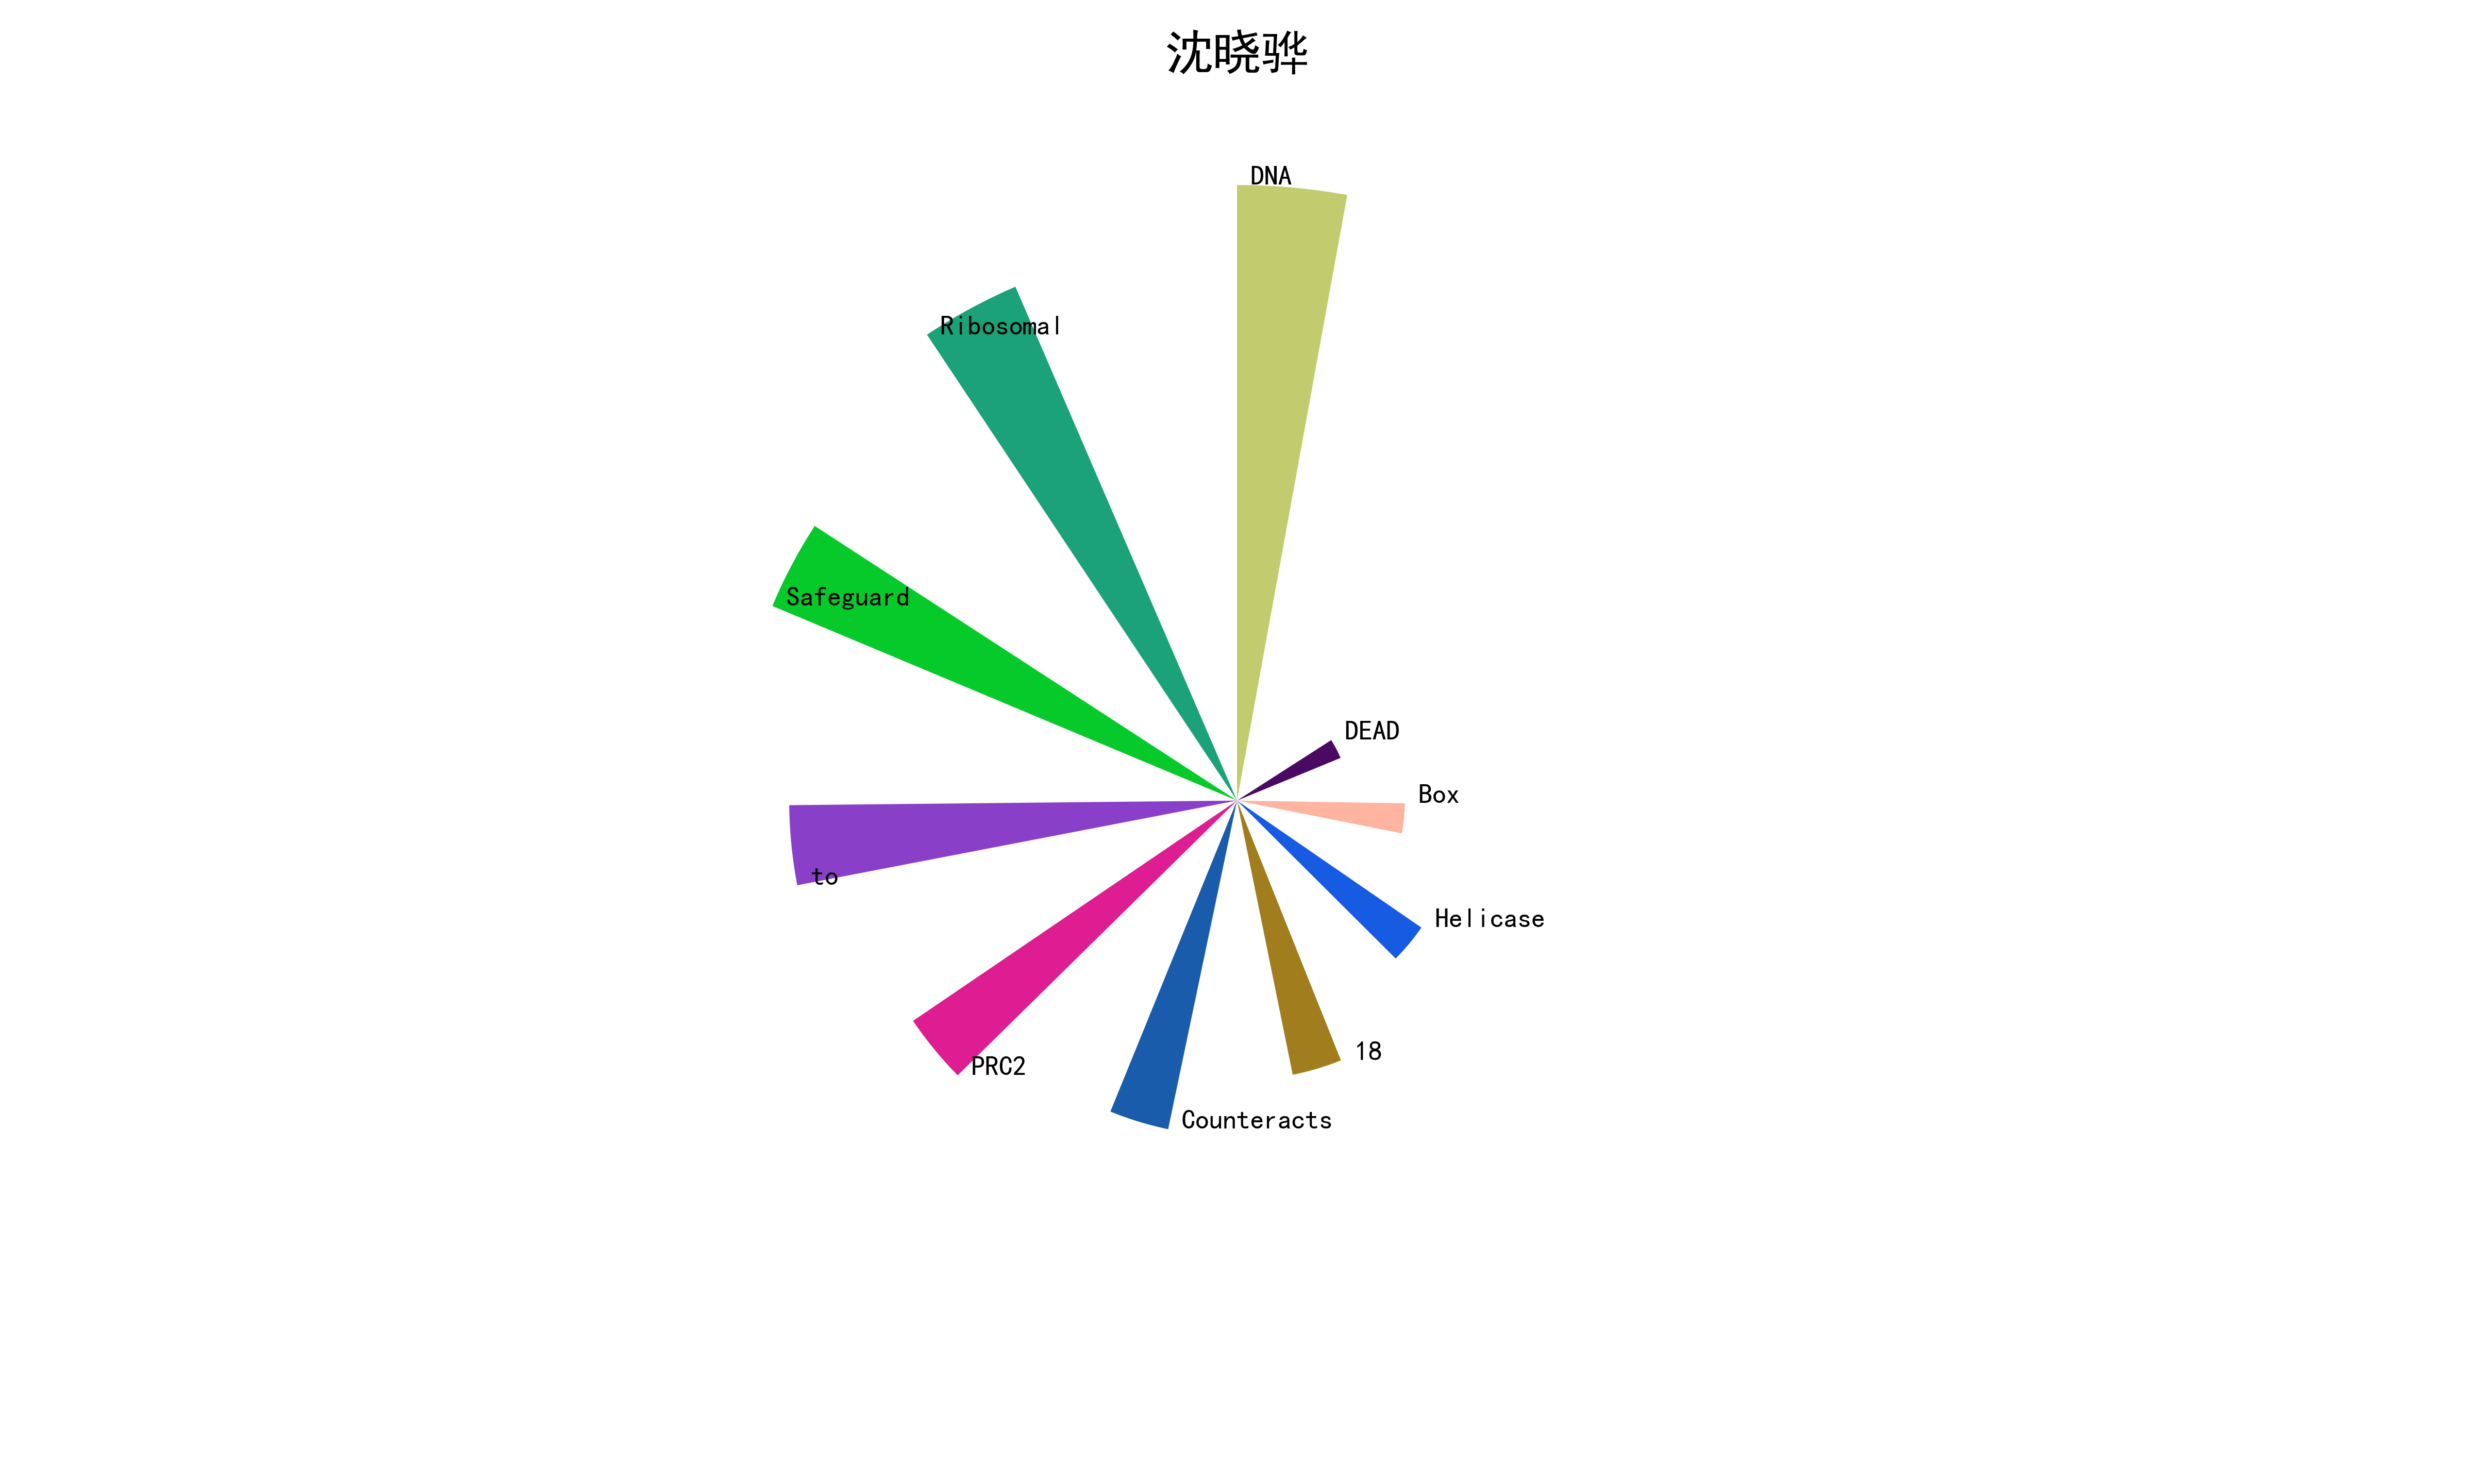 沈晓骅
DNA
Ribosomal
Safeguard
DEAD
Box
to
Helicase
18
PRC2
Counteracts